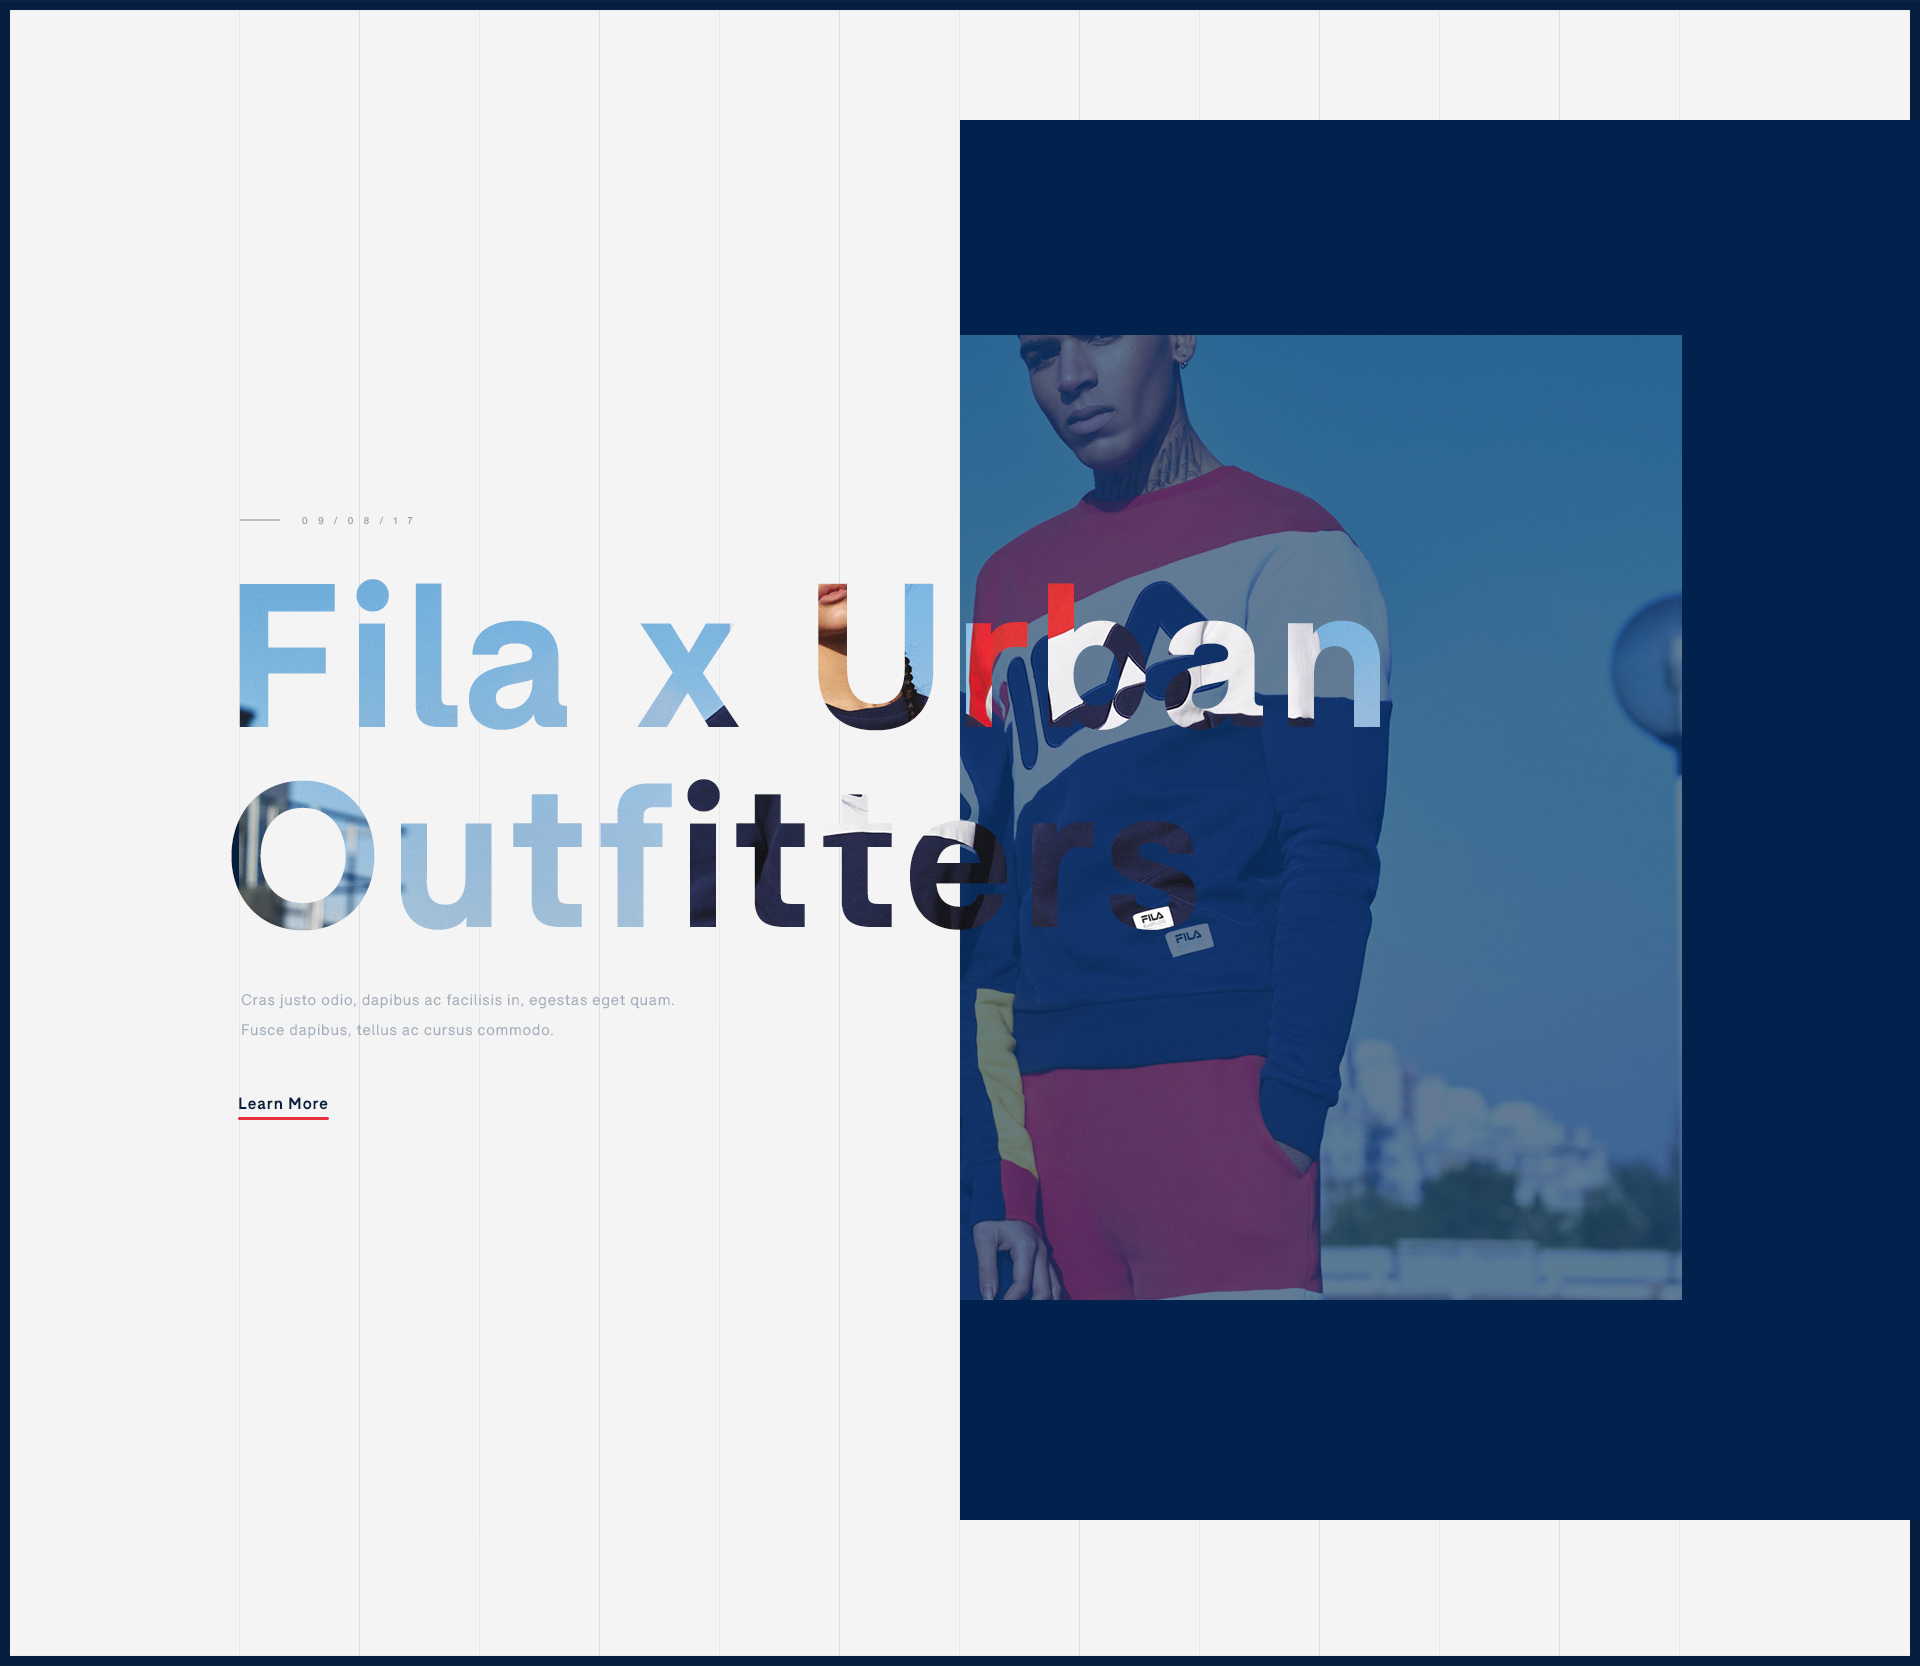 09/08/17
Fila x Urban
Outfitters
FILA
FILA
Cras justo odio, dapibus ac facilisis in, egestas eget quam.
Fusce dapibus, tellus ac cursus commodo.
Learn More